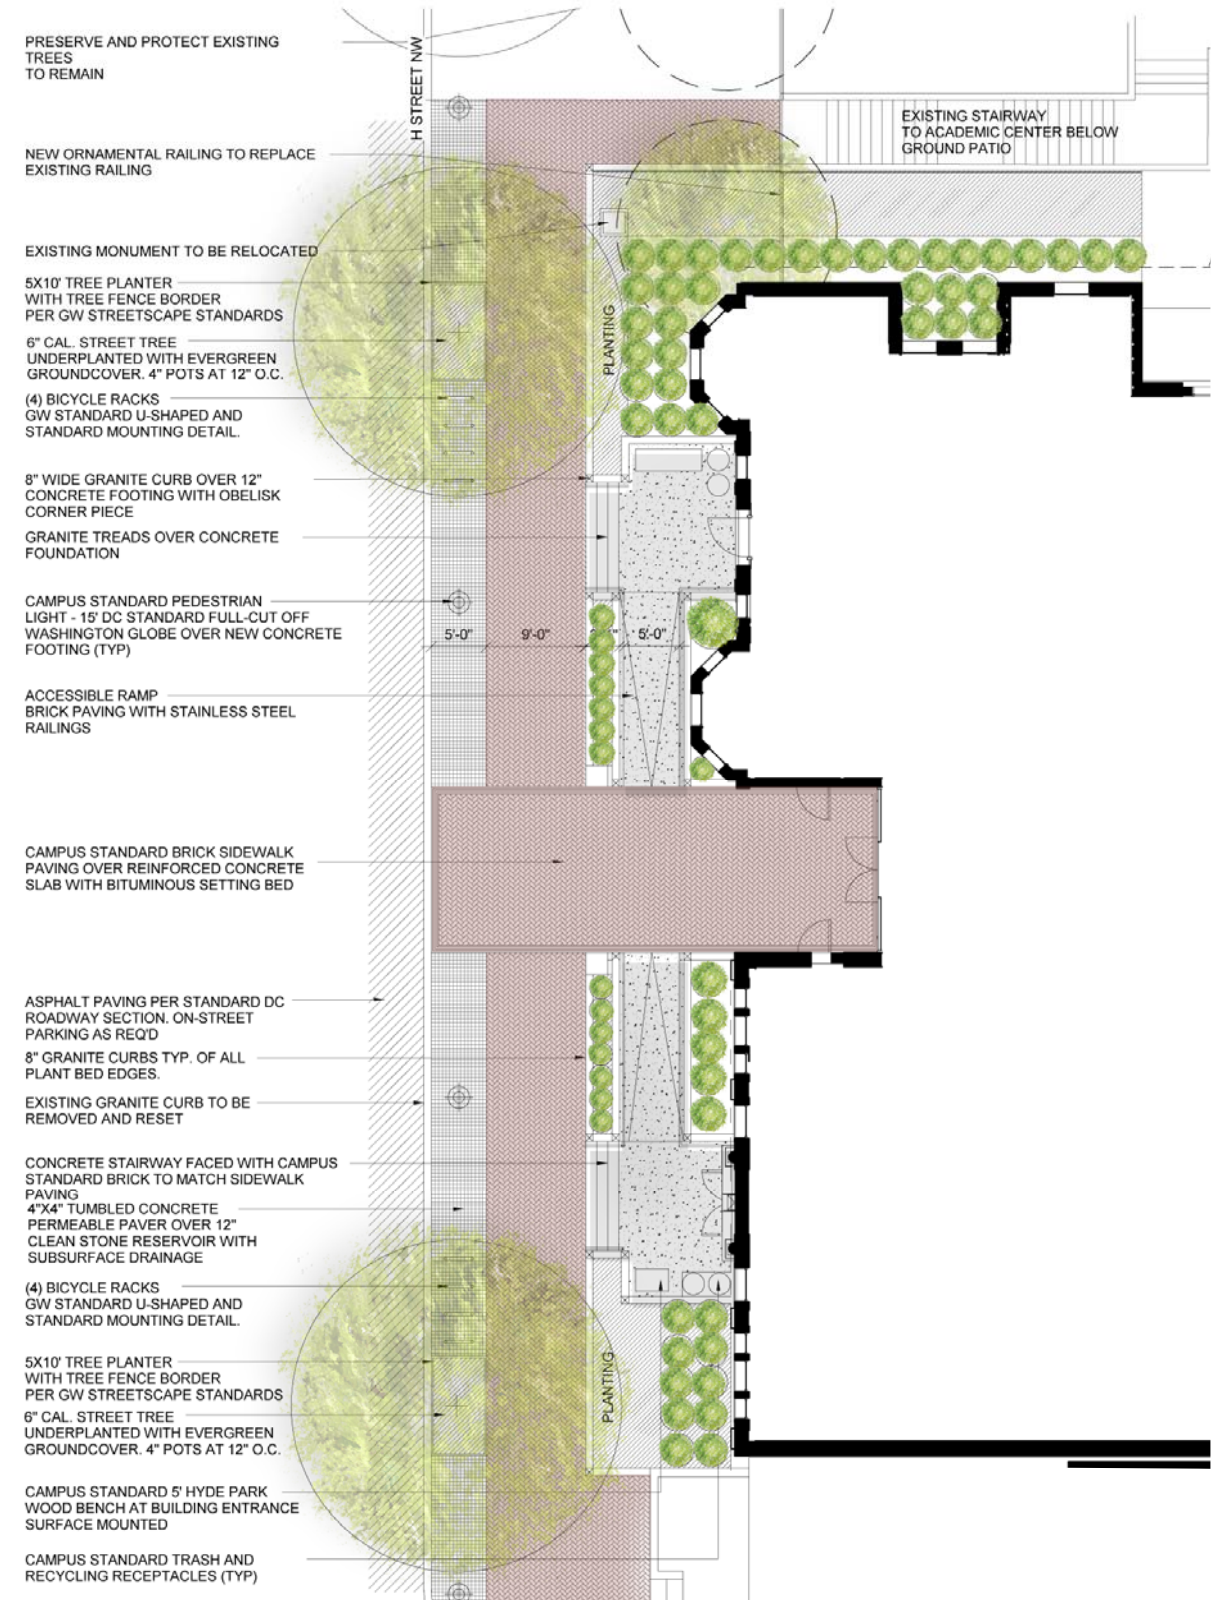 PRESERVE AND PROTECT EXISTING
TREES
TO REMAIN
H STREET NW
EXISTING STAIRWAY
TO ACADEMIC CENTER BELOW
GROUND PATIO
NEW ORNAMENTAL RAILING TO REPLACE
EXISTING RAILING
EXISTING MONUMENT TO BE RELOCATED
5X10' TREE PLANTER
WITH TREE FENCE BORDER
PER GW STREETSCAPE STANDARDS
PLANTING
6" CAL. STREET TREE
UNDERPLANTED WITH EVERGREEN
GROUNDCOVER. 4" POTS AT 12" O.C.
(4) BICYCLE RACKS
GW STANDARD U-SHAPED AND
STANDARD MOUNTING DETAIL.
8" WIDE GRANITE CURB OVER 12"
CONCRETE FOOTING WITH OBELISK
CORNER PIECE
GRANITE TREADS OVER CONCRETE
FOUNDATION
CAMPUS STANDARD PEDESTRIAN
LIGHT - 15' DC STANDARD FULL-CUT OFF
WASHINGTON GLOBE OVER NEW CONCRETE
FOOTING (TYP)
5'-0" 9'-0" 5'-0"
ACCESSIBLE RAMP
BRICK PAVING WITH STAINLESS STEEL
RAILINGS
CAMPUS STANDARD BRICK SIDEWALK
PAVING OVER REINFORCED CONCRETE
SLAB WITH BITUMINOUS SETTING BED
ASPHALT PAVING PER STANDARD DC
ROADWAY SECTION. ON-STREET
PARKING AS REQ'D
8" GRANITE CURBS TYP. OF ALL
PLANT BED EDGES.
EXISTING GRANITE CURB TO BE
REMOVED AND RESET
CONCRETE STAIRWAY FACED WITH CAMPUS
STANDARD BRICK TO MATCH SIDEWALK
PAVING
4"X4" TUMBLED CONCRETE
PERMEABLE PAVER OVER 12"
CLEAN STONE RESERVOIR WITH
SUBSURFACE DRAINAGE
(4) BICYCLE RACKS
GW STANDARD U-SHAPED AND
STANDARD MOUNTING DETAIL.
5X10' TREE PLANTER
WITH TREE FENCE BORDER
PER GW STREETSCAPE STANDARDS
PLANTING
6" CAL. STREET TREE
UNDERPLANTED WITH EVERGREEN
GROUNDCOVER. 4" POTS AT 12" O.C.
CAMPUS STANDARD 5' HYDE PARK
WOOD BENCH AT BUILDING ENTRANCE
SURFACE MOUNTED
CAMPUS STANDARD TRASH AND
RECYCLING RECEPTACLES (TYP)